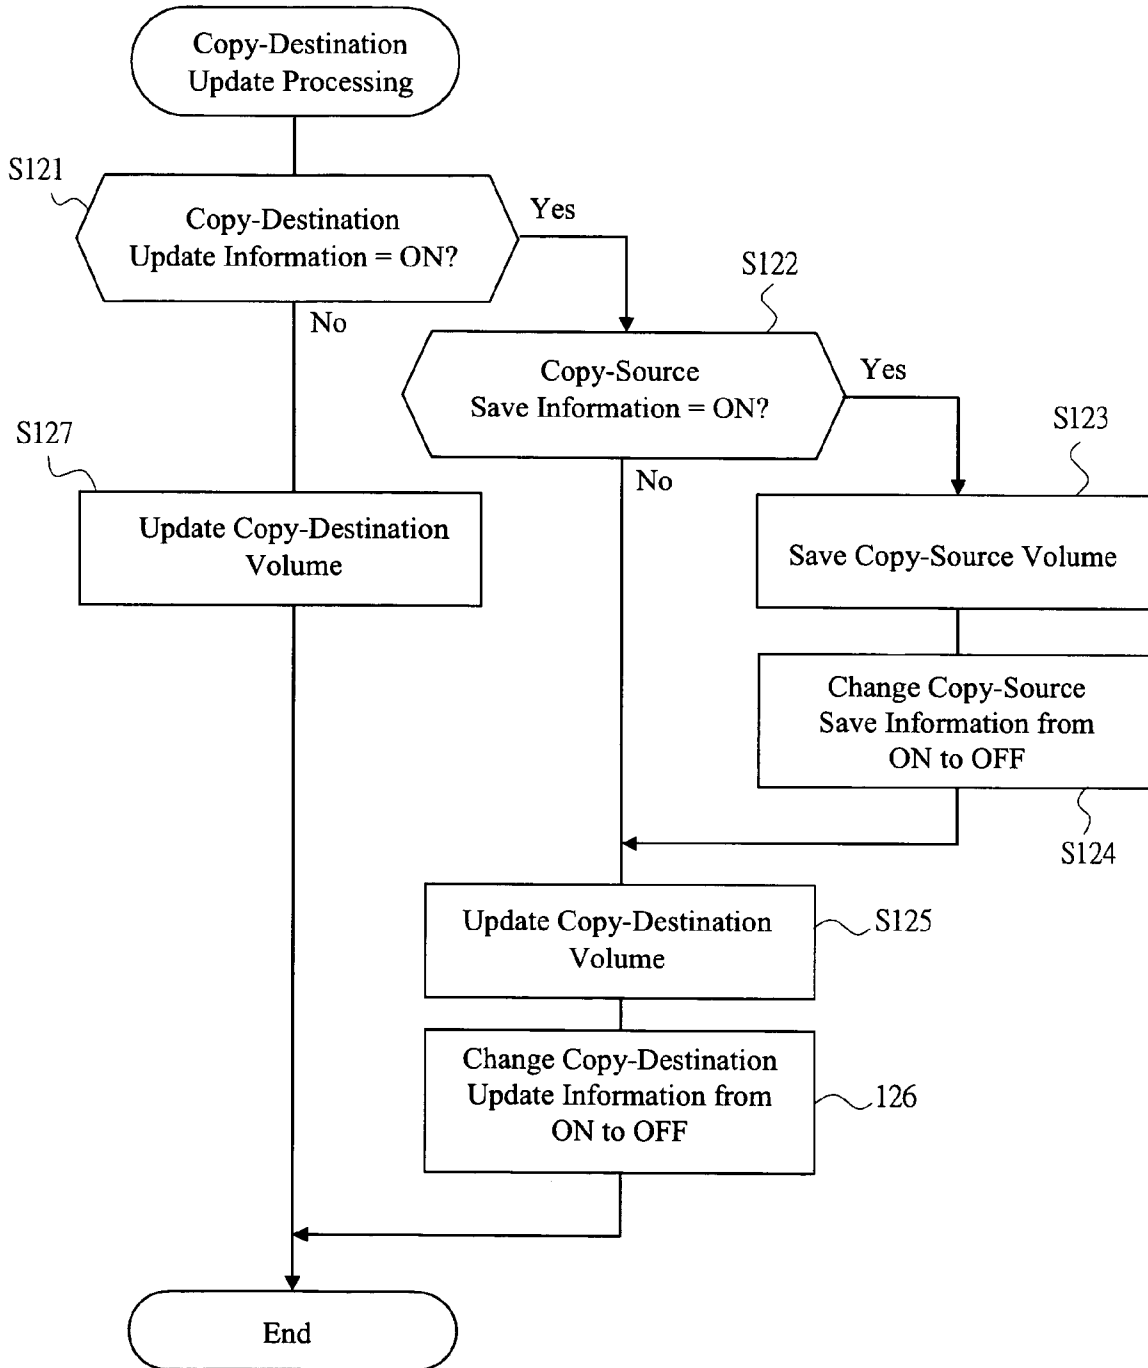 Copy-Destination
Update Processing
S121
Copy-Destination
Update Information = ON?
Yes
No
S122
Copy-Source
Save Information = ON?
Yes
No
S127
Update Copy-Destination
Volume
S123
Save Copy-Source Volume
Change Copy-Source
Save Information from
ON to OFF
S124
Update Copy-Destination
Volume
S125
Change Copy-Destination
Update Information from
ON to OFF
126
End